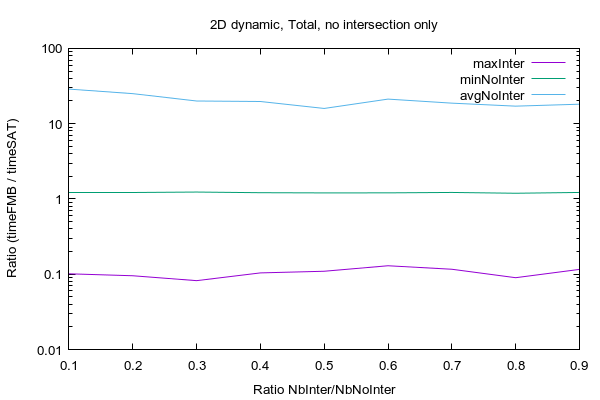 2D dynamic, Total, no intersection only
100
10
1
0.1
0.01
Ratio (timeFMB / timeSAT)
maxInter
minNoInter
avgNoInter
0.1 0.2 0.3 0.4 0.5 0.6 0.7 0.8 0.9
Ratio NbInter/NbNoInter